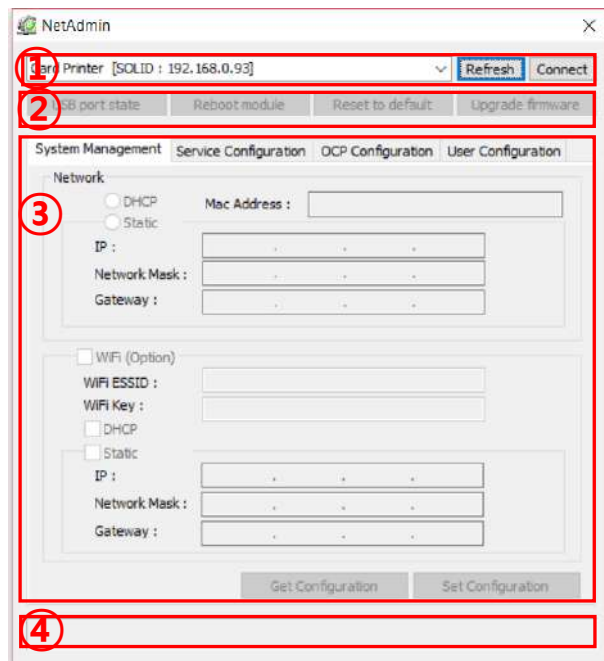 NetAdmin
① Card Printer [SOLID : 192.168.0.93] Refresh Connect
② USB port state Reboot module Reset to default Upgrade firmware
System Management Service Configuration OCP Configuration User Configuration
Network
③ DHCP Mac Address :
Static
IP : . . .
Network Mask : . . .
Gateway : . . .
WiFi (Option)
WiFi ESSID :
WiFi Key :
DHCP
Static
IP : . . .
Network Mask : . . .
Gateway : . . .
Get Configuration Set Configuration
④